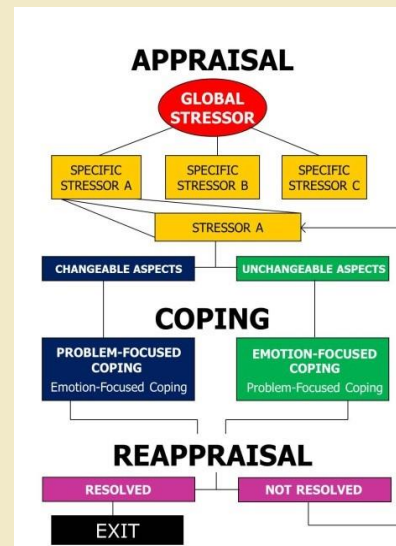 APPRAISAL
GLOBAL
STRESSOR
SPECIFIC
STRESSOR A
SPECIFIC
STRESSOR B
SPECIFIC
STRESSOR C
STRESSOR A
CHANGEABLE ASPECTS
UNCHANGEABLE ASPECTS
COPING
PROBLEM-FOCUSED
COPING
Emotion-Focused Coping
EMOTION-FOCUSED
COPING
Problem-Focused Coping
REAPPRAISAL
RESOLVED
NOT RESOLVED
EXIT